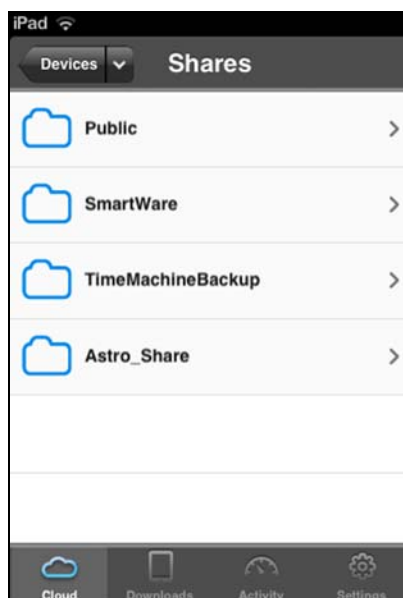 iPad
Devices
Shares
Public
SmartWare
TimeMachineBackup
Astro_Share
Cloud
Downloads
Activity
Settings